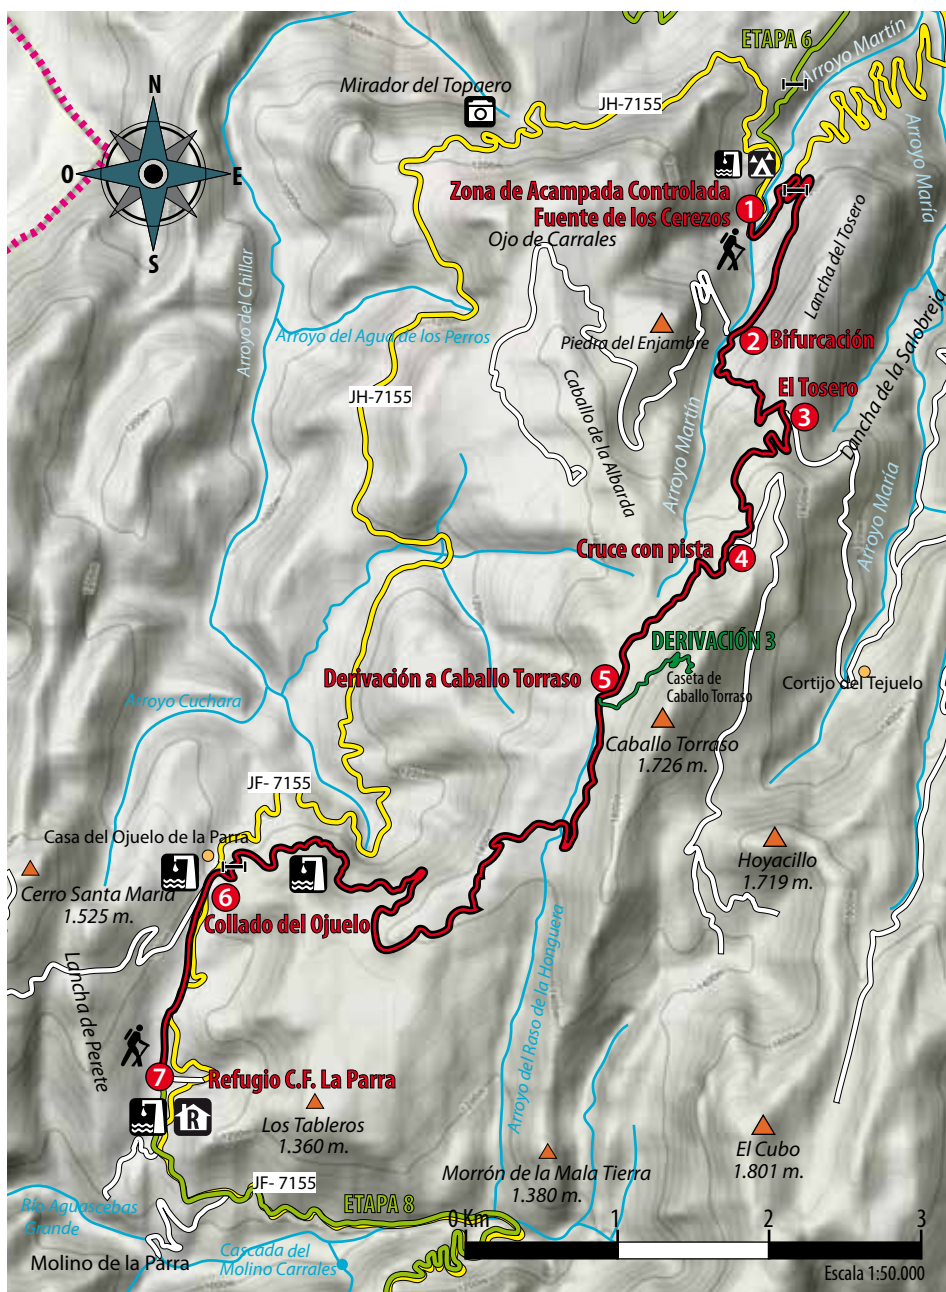 ETAPA 6
Arroyo Martín
Mirador del Topaero
JH-7155
N
O
E
S
Arroyo María
Zona de Acampada Controlada
Fuente de los Cerezos
1
Ojo de Carrales
Lancha del Tosero
Arroyo del Chillar
Arroyo del Agua de los Perros
Piedra del Enjambre
2
Bifurcación
Lancha de la Salobreja
El Tosero
3
JH-7155
Caballo de la Albarda
Arroyo Martín
Arroyo María
Cruce con pista
4
DERIVACIÓN 3
Derivación a Caballo Torraso
5
Caseta de
Caballo Torraso
Cortijo del Tejuelo
Arroyo Cuchara
Caballo Torraso
1.726 m.
JF- 7155
Casa del Ojuelo de la Parra
Hoyacillo
1.719 m.
Cerro Santa María
1.525 m.
6
Collado del Ojuelo
Arroyo del Raso de la Honguera
Lancha de Perete
7
Refugio C.F. La Parra
R
Los Tableros
1.360 m.
El Cubo
1.801 m.
Morrón de la Mala Tierra
1.380 m.
JF- 7155
ETAPA 8
Río Aguascebas
Grande
0 Km
1
2
3
Molino de la Parra
Cascada del
Molino Carrales
Escala 1:50.000